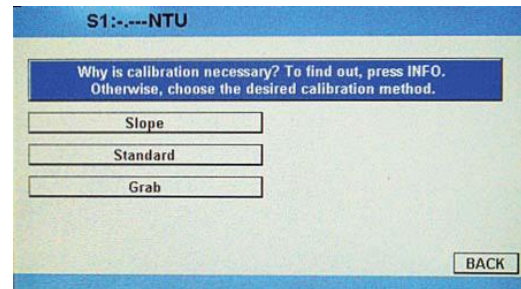 S1:-.---NTU
Why is calibration necessary? To find out, press INFO.
Otherwise, choose the desired calibration method.
Slope
Standard
Grab
BACK